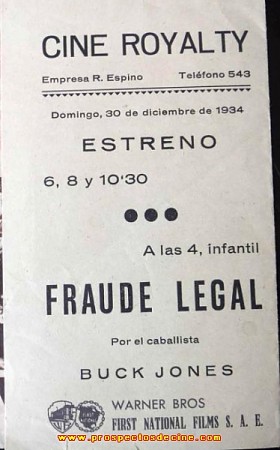 CINE ROYALTY
Empresa R. Espino Teléfono 543
Domingo, 30 de diciembre de 1934
ESTRENO
6, 8 y 10'30
A las 4, infantil
FRAUDE LEGAL
Por el caballista
BUCK JONES
WARNER BROS
FIRST NATIONAL FILMS S. A. E.
www.prospectosdecine.com